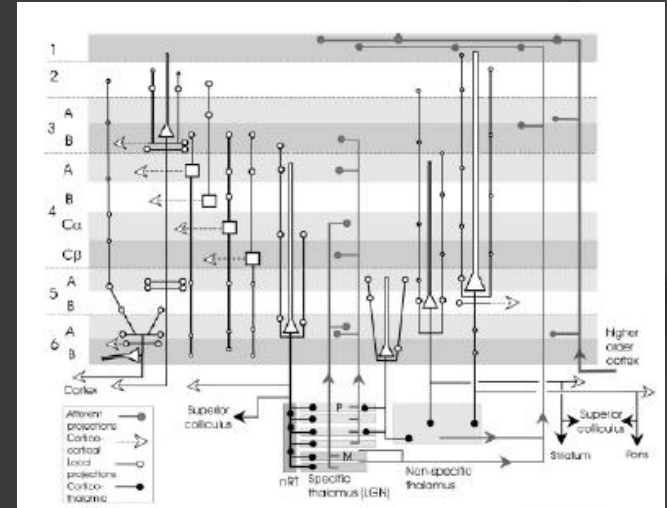 1
2
3
A
B
4
A
B
Cα
Cβ
5
A
B
6
A
B
Cortex
higher
order
cortex
Superior
colliculus
Afferent
projections
Cortico-
cortical
Local
projections
Cortico-
thalamic
P
M
nRT
Specific
thalamus (LGN)
Non-specific
thalamus
Superior
colliculus
Striatum
Pons